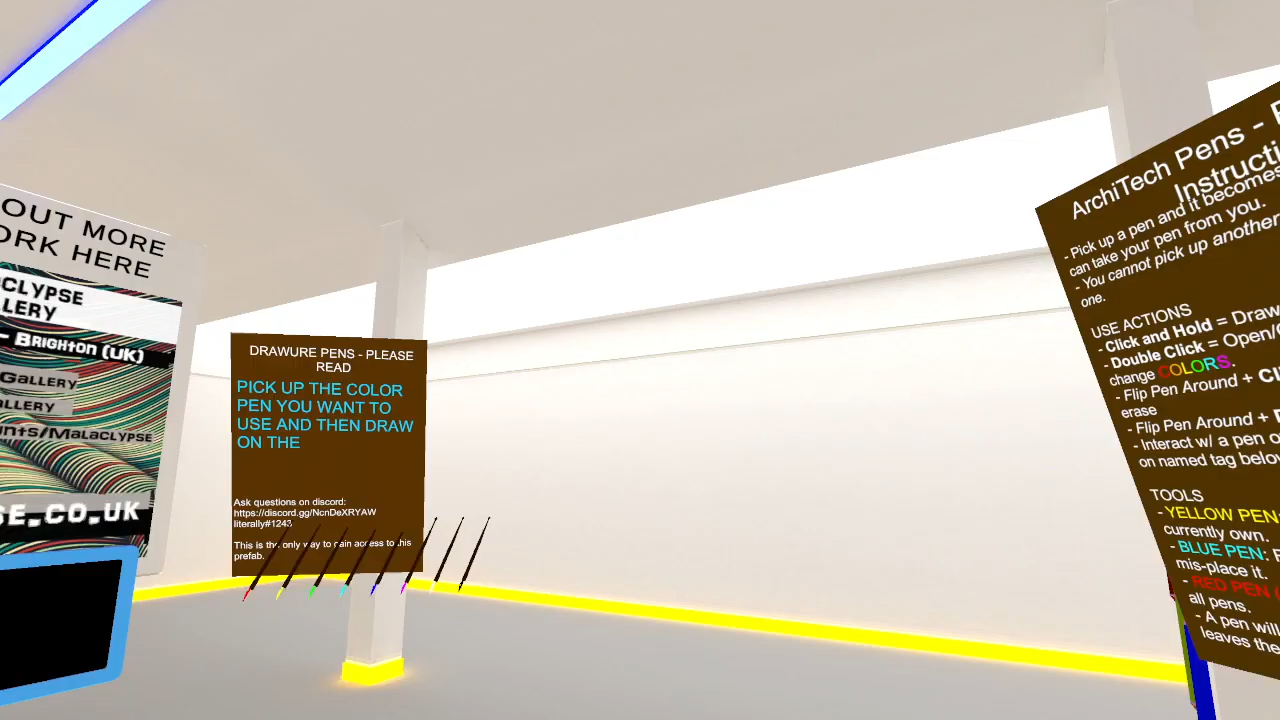 OUT MORE
ORK HERE
CLYPSE
LLERY
- BRIGHTON (UK)
GALLERY
ALLERY
NTS/MALACLYPSE
SE.CO.UK
DRAWURE PENS - PLEASE
READ
PICK UP THE COLOR
PEN YOU WANT TO
USE AND THEN DRAW
ON THE
Ask questions on discord:
https://discord.gg/NcnDeXRYAW
literally#1243
This is the only way to gain access to this
prefab.
ArchiTech Pens -
Instructi
- Pick up a pen and it becomes
can take your pen from you.
- You cannot pick up another
one.
USE ACTIONS
- Click and Hold = Draw
- Double Click = Open/
change COLORS.
- Flip Pen Around + Cli
erase
- Flip Pen Around +
- Interact w/ a pen o
on named tag below
TOOLS
- YELLOW PEN:
currently own.
- BLUE PEN:
mis-place it.
- RED PEN (
all pens.
- A pen will
leaves the